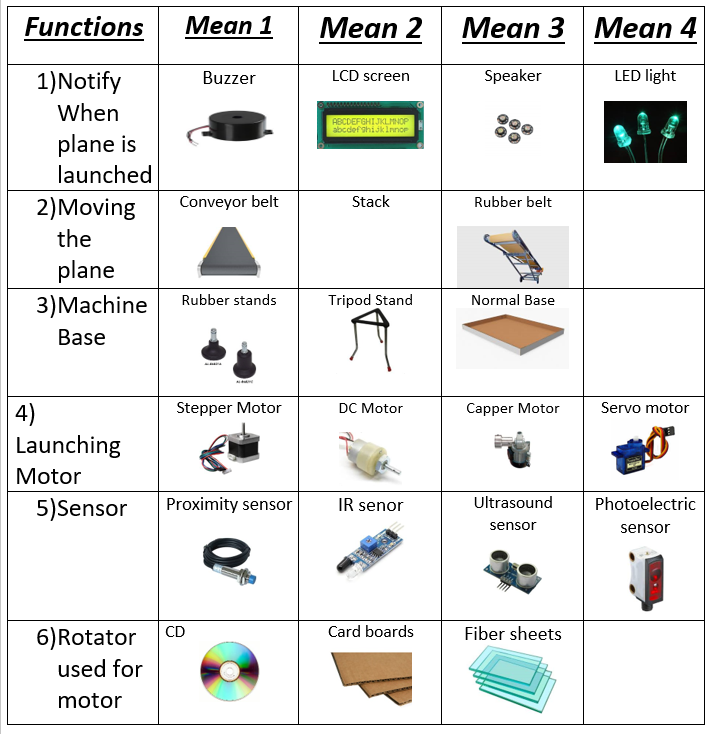 Functions Mean 1 Mean 2 Mean 3 Mean 4
1)Notify When plane is launched
Buzzer
LCD screen
ABCDEFGHIJKLMNOP
abcdefghijklmnop
Speaker
LED light
2)Moving the plane
Conveyor belt
Stack
Rubber belt
3)Machine Base
Rubber stands
Tripod Stand
Normal Base
4) Launching Motor
Stepper Motor
DC Motor
Capper Motor
Servo motor
5)Sensor
Proximity sensor
IR senor
Ultrasound sensor
Photoelectric sensor
6)Rotator used for motor
CD
Card boards
Fiber sheets